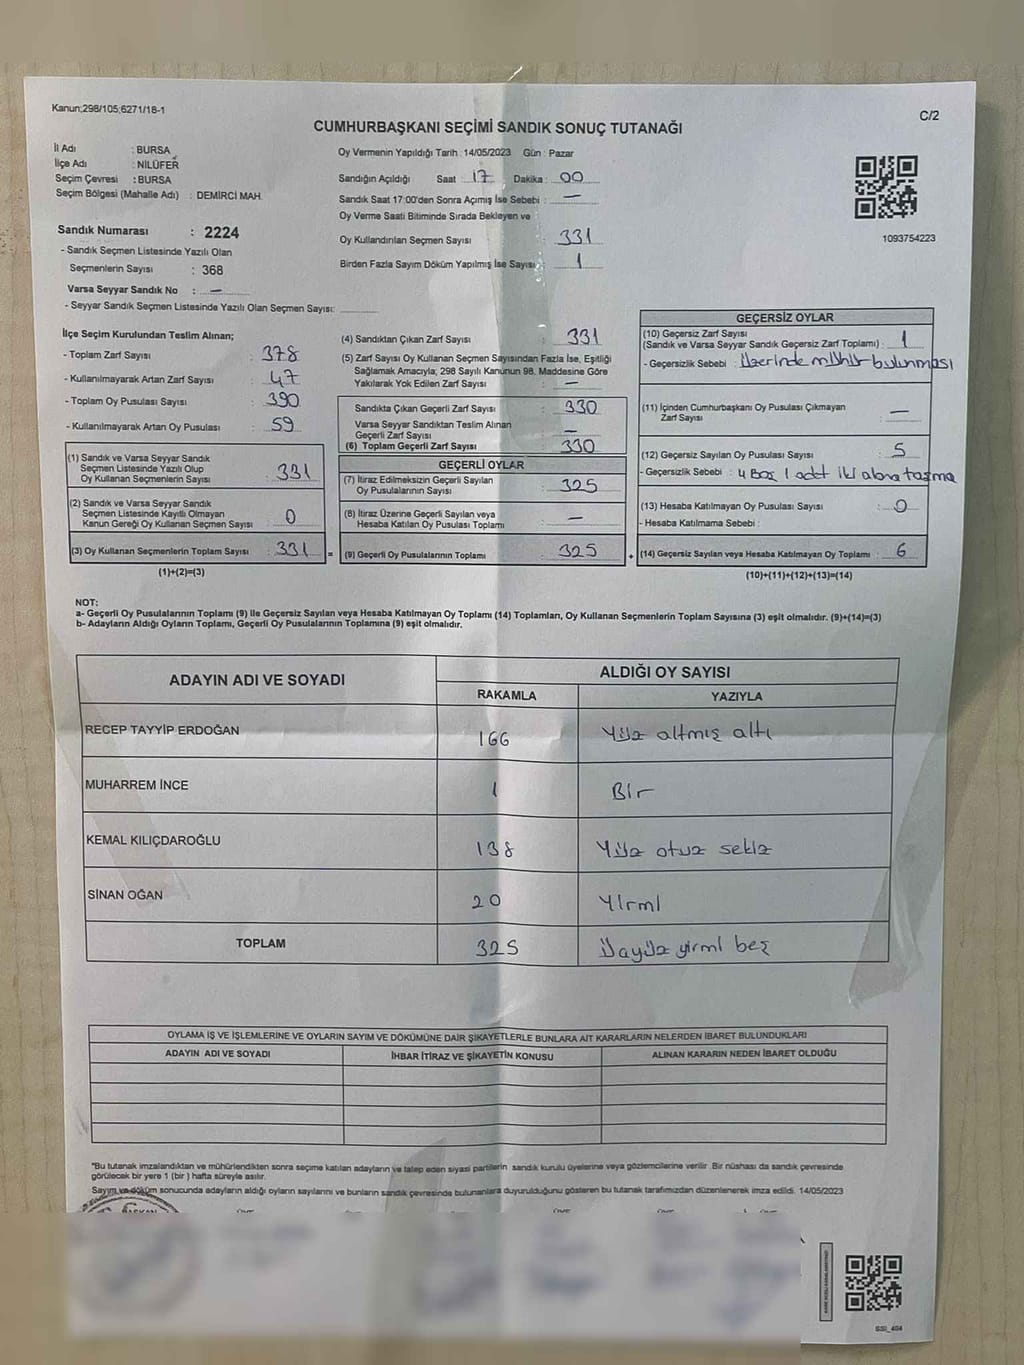 Kanun:298/105;6271/18-1
C/2
CUMHURBAŞKANI SEÇİMİ SANDIK SONUÇ TUTANAĞI
İl Adı : BURSA
İlçe Adı : NİLÜFER
Seçim Çevresi : BURSA
Seçim Bölgesi (Mahalle Adı) : DEMİRCİ MAH.
Sandık Numarası : 2224
- Sandık Seçmen Listesinde Yazılı Olan
Seçmenlerin Sayısı : 368
Varsa Seyyar Sandık No : —
- Seyyar Sandık Seçmen Listesinde Yazılı Olan Seçmen Sayısı:
Oy Vermenin Yapıldığı Tarih : 14/05/2023 Gün : Pazar
Sandığın Açıldığı Saat : 17 Dakika : 00
Sandık Saat 17:00'den Sonra Açımış İse Sebebi : —
Oy Verme Saati Bitiminde Sırada Bekleyen ve
Oy Kullandırılan Seçmen Sayısı : 331
Birden Fazla Sayım Döküm Yapılmış İse Sayısı : 1
1093754223
İlçe Seçim Kurulundan Teslim Alınan;
- Toplam Zarf Sayısı : 378
- Kullanılmayarak Artan Zarf Sayısı : 47
- Toplam Oy Pusulası Sayısı : 390
- Kullanılmayarak Artan Oy Pusulası : 59
(1) Sandık ve Varsa Seyyar Sandık
Seçmen Listesinde Yazılı Olup
Oy Kullanan Seçmenlerin Sayısı : 331
(2) Sandık ve Varsa Seyyar Sandık
Seçmen Listesinde Kayıtlı Olmayan
Kanun Gereği Oy Kullanan Seçmen Sayısı : 0
(3) Oy Kullanan Seçmenlerin Toplam Sayısı : 331 =
(1)+(2)=(3)
(4) Sandıktan Çıkan Zarf Sayısı : 331
(5) Zarf Sayısı Oy Kullanan Seçmen Sayısından Fazla İse, Eşitliği
Sağlamak Amacıyla; 298 Sayılı Kanunun 98. Maddesine Göre
Yakılarak Yok Edilen Zarf Sayısı : —
Sandıkta Çıkan Geçerli Zarf Sayısı : 330
Varsa Seyyar Sandıktan Teslim Alınan
Geçerli Zarf Sayısı : —
(6) Toplam Geçerli Zarf Sayısı : 330
GEÇERLİ OYLAR
(7) İtiraz Edilmeksizin Geçerli Sayılan
Oy Pusulalarının Sayısı : 325
(8) İtiraz Üzerine Geçerli Sayılan veya
Hesaba Katılan Oy Pusulası Toplamı : —
(9) Geçerli Oy Pusulalarının Toplamı : 325 +
GEÇERSİZ OYLAR
(10) Geçersiz Zarf Sayısı
(Sandık ve Varsa Seyyar Sandık Geçersiz Zarf Toplamı) : 1
- Geçersizlik Sebebi : üzerinde mühür bulunması
(11) İçinden Cumhurbaşkanı Oy Pusulası Çıkmayan
Zarf Sayısı : —
(12) Geçersiz Sayılan Oy Pusulası Sayısı : 5
- Geçersizlik Sebebi : 4 Boş 1 adet iki alana taşma
(13) Hesaba Katılmayan Oy Pusulası Sayısı : 0
- Hesaba Katılmama Sebebi :
(14) Geçersiz Sayılan veya Hesaba Katılmayan Oy Toplamı : 6
(10)+(11)+(12)+(13)=(14)
NOT:
a- Geçerli Oy Pusulalarının Toplamı (9) İle Geçersiz Sayılan veya Hesaba Katılmayan Oy Toplamı (14) Toplamları, Oy Kullanan Seçmenlerin Toplam Sayısına (3) eşit olmalıdır. (9)+(14)=(3)
b- Adayların Aldığı Oyların Toplamı, Geçerli Oy Pusulalarının Toplamına (9) eşit olmalıdır.
ADAYIN ADI VE SOYADI
ALDIĞI OY SAYISI
RAKAMLA YAZIYLA
RECEP TAYYİP ERDOĞAN 166 Yüz altmış altı
MUHARREM İNCE 1 Bir
KEMAL KILIÇDAROĞLU 138 Yüz otuz sekiz
SİNAN OĞAN 20 Yirmi
TOPLAM 325 Üçyüz yirmi beş
OYLAMA İŞ VE İŞLEMLERİNE VE OYLARIN SAYIM VE DÖKÜMÜNE DAİR ŞİKAYETLERLE BUNLARA AİT KARARLARIN NELERDEN İBARET BULUNDUKLARI
ADAYIN ADI VE SOYADI İHBAR İTİRAZ VE ŞİKAYETİN KONUSU ALINAN KARARIN NEDEN İBARET OLDUĞU
"Bu tutanak imzalandıktan ve mühürlendikten sonra seçime katılan adayların ve talep eden siyasi partilerin sandık kurulu üyelerine veya gözlemcilerine verilir. Bir nüshası da sandık çevresinde
görülecek bir yere 1 (bir) hafta süreyle asılır.
Sayım ve döküm sonucunda adayların aldığı oyların sayılarını ve bunların sandık çevresinde bulunanlara duyurulduğunu gösteren bu tutanak tarafımızdan düzenlenerek imza edildi. 14/05/2023
BAŞKAN